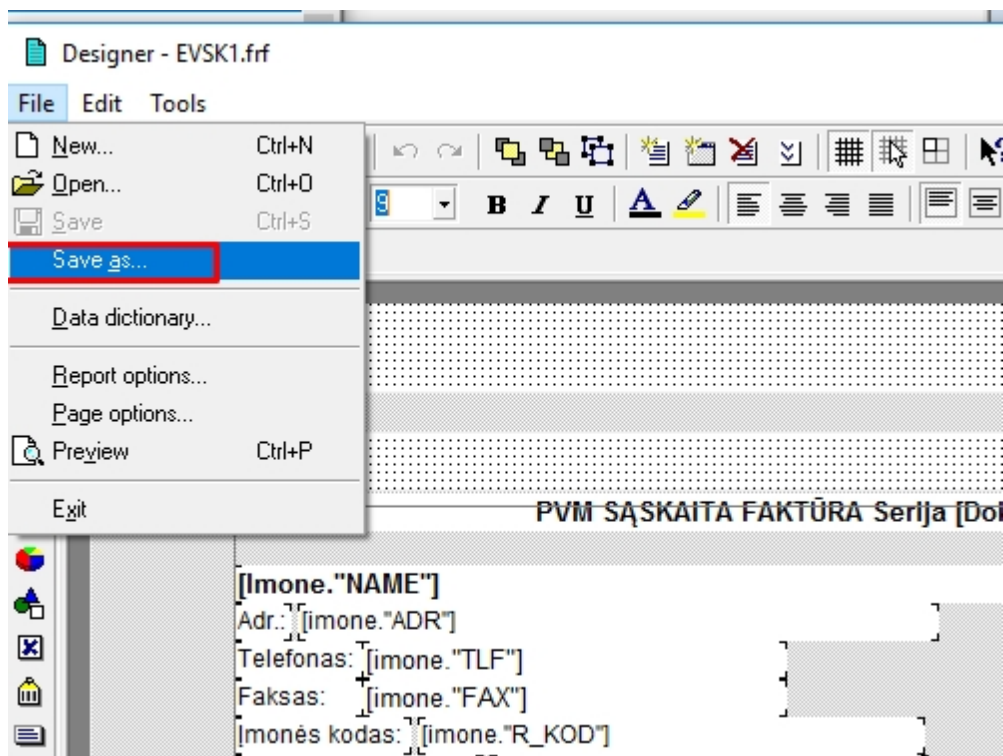 Designer - EVSK1.frf
File Edit Tools
New... Ctrl+N
Open... Ctrl+O
Save Ctrl+S
Save as...
Data dictionary...
Report options...
Page options...
Preview Ctrl+P
Exit
9 B I U A
PVM SĄSKAITA FAKTŪRA Serija [Dok
[Imone."NAME"]
Adr.: [imone."ADR"]
Telefonas: [imone."TLF"]
Faksas: [imone."FAX"]
Įmonės kodas: [imone."R_KOD"]